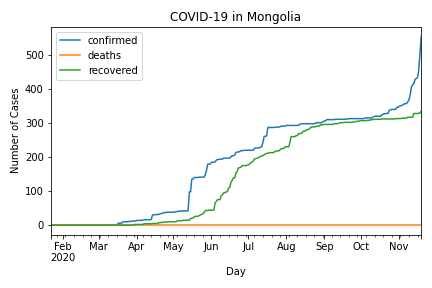 COVID-19 in Mongolia
confirmed
deaths
recovered
Number of Cases
500
400
300
200
100
0
Feb Mar Apr May Jun Jul Aug Sep Oct Nov
2020
Day